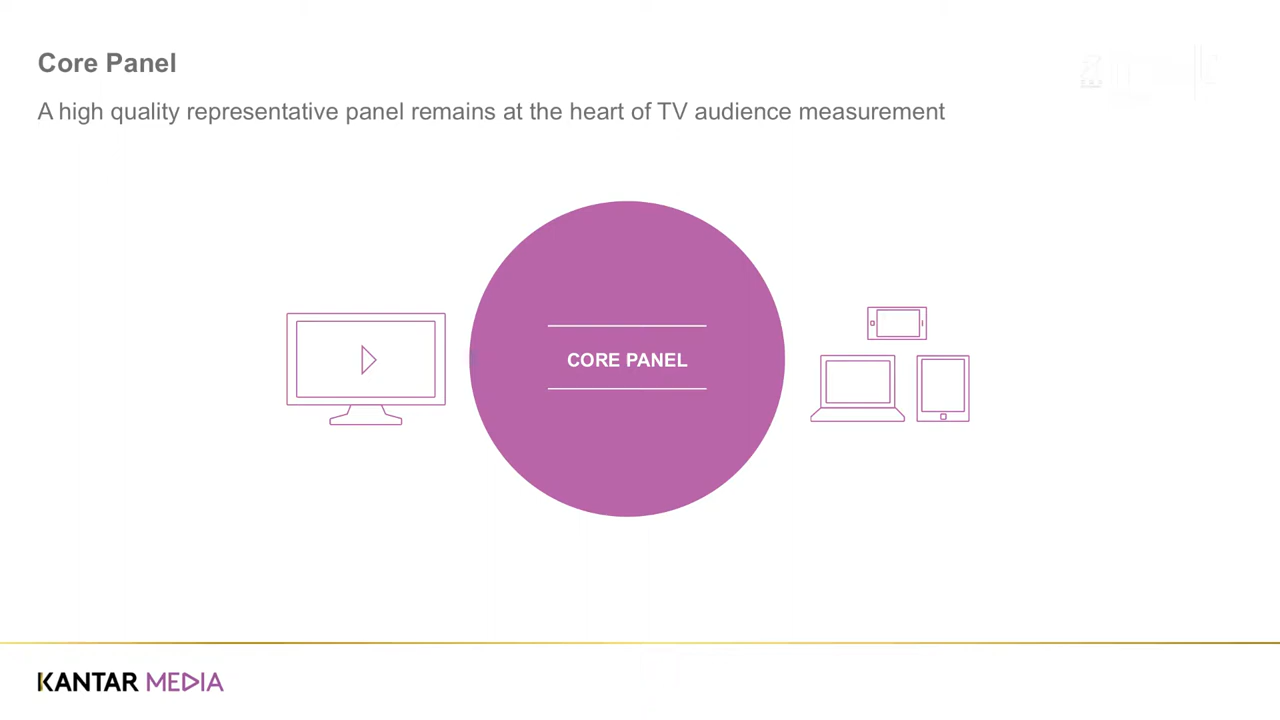 Core Panel
A high quality representative panel remains at the heart of TV audience measurement
CORE PANEL
KANTAR MEDIA